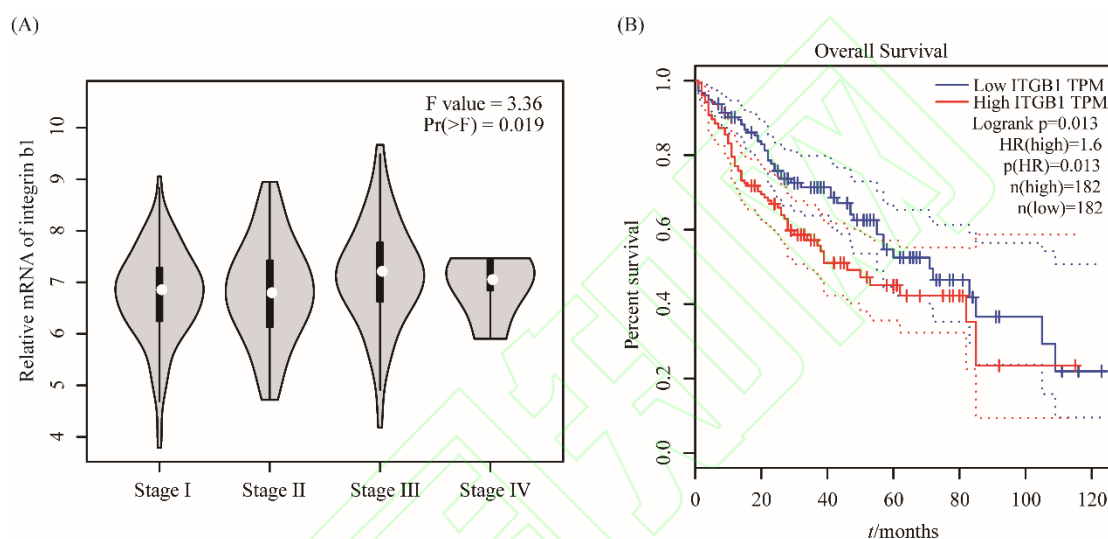 (A)
F value = 3.36
Pr(>F) = 0.019
Relative mRNA of integrin b1
10
9
8
7
6
5
4
Stage I
Stage II
Stage III
Stage IV
(B)
Overall Survival
Low ITGB1 TPM
High ITGB1 TPM
Logrank p=0.013
HR(high)=1.6
p(HR)=0.013
n(high)=182
n(low)=182
Percent survival
1.0
0.8
0.6
0.4
0.2
0.0
0
20
40
60
80
100
120
t/months